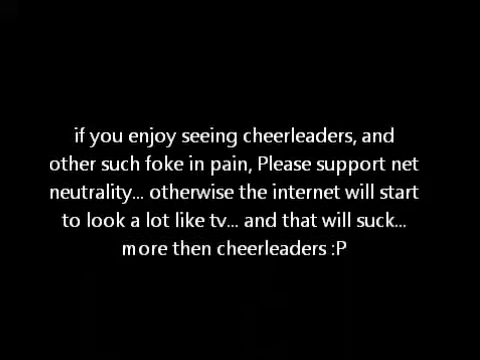 if you enjoy seeing cheerleaders, and
other such foke in pain, Please support net
neutrality... otherwise the internet will start
to look a lot like tv... and that will suck...
more then cheerleaders :P